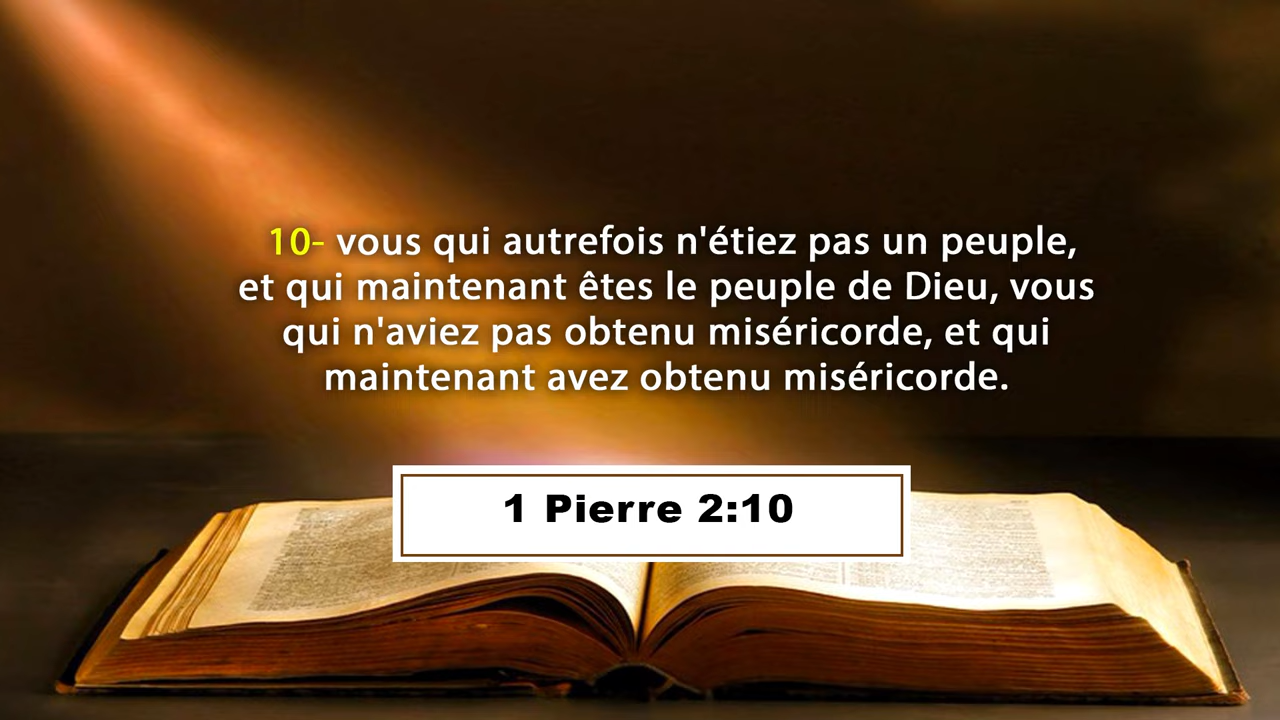 10- vous qui autrefois n'étiez pas un peuple,
et qui maintenant êtes le peuple de Dieu, vous
qui n'aviez pas obtenu miséricorde, et qui
maintenant avez obtenu miséricorde.
1 Pierre 2:10